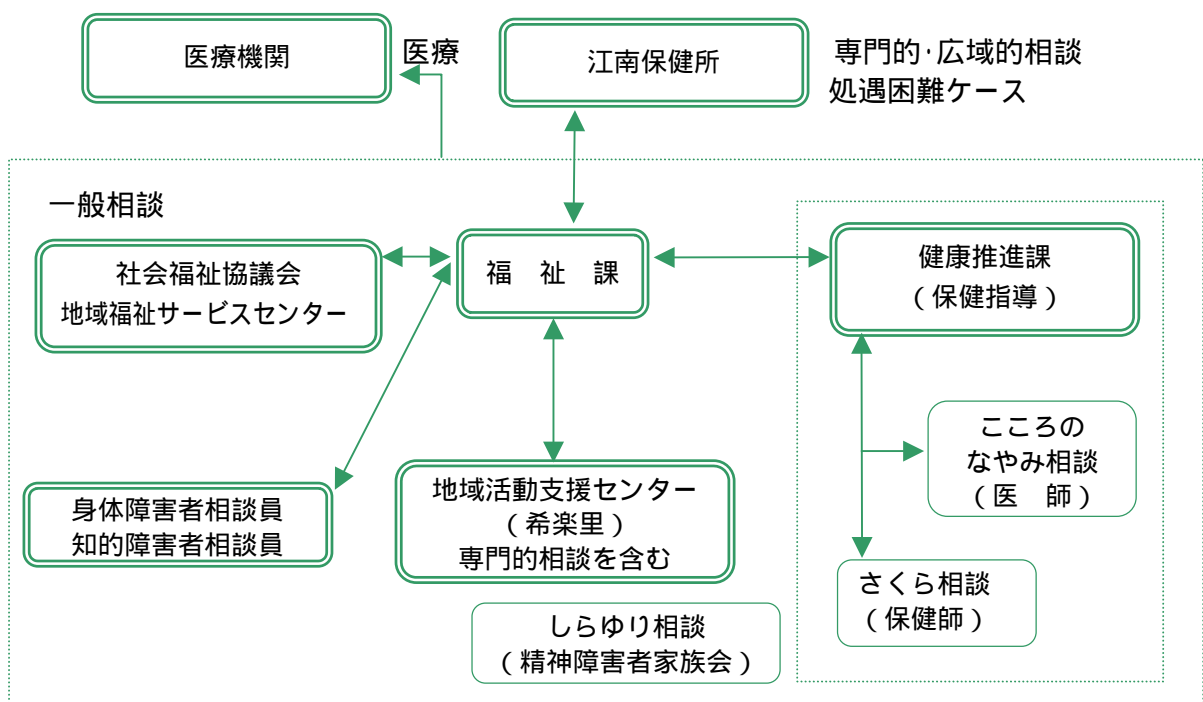 医療機関
医療
江南保健所
専門的･広域的相談
処遇困難ケース
一般相談
社会福祉協議会
地域福祉サービスセンター
福　祉　課
健康推進課
（保健指導）
こころの
なやみ相談
（医　師）
身体障害者相談員
知的障害者相談員
地域活動支援センター
（希楽里）
専門的相談を含む
さくら相談
（保健師）
しらゆり相談
（精神障害者家族会）